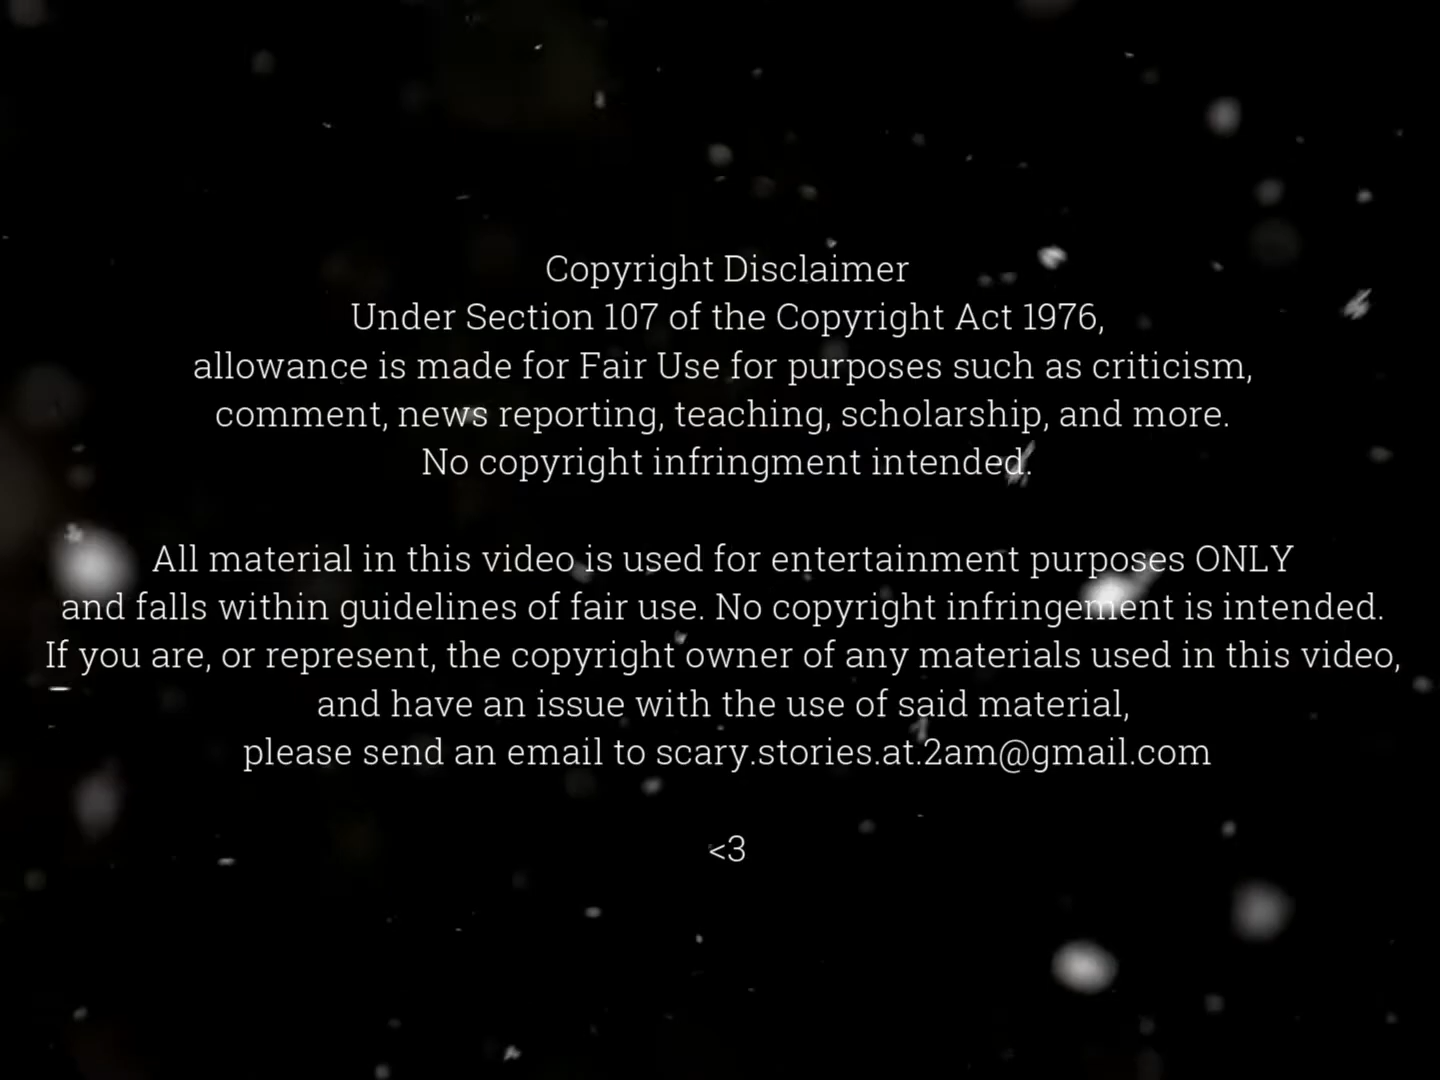 Copyright Disclaimer
Under Section 107 of the Copyright Act 1976,
allowance is made for Fair Use for purposes such as criticism,
comment, news reporting, teaching, scholarship, and more.
No copyright infringment intended.
All material in this video is used for entertainment purposes ONLY
and falls within guidelines of fair use. No copyright infringement is intended.
If you are, or represent, the copyright owner of any materials used in this video,
and have an issue with the use of said material,
please send an email to scary.stories.at.2am@gmail.com
<3